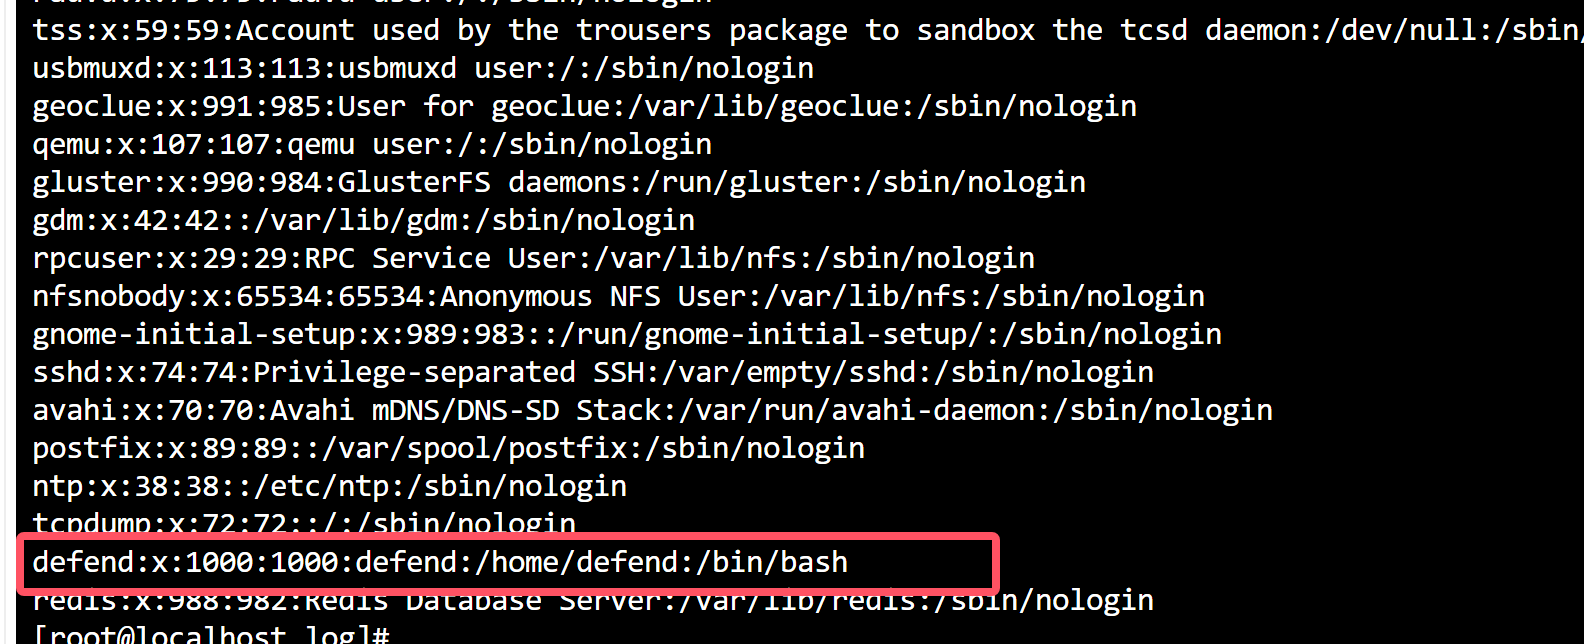 tss:x:59:59:Account used by the trousers package to sandbox the tcsd daemon:/dev/null:/sbin/
usbmuxd:x:113:113:usbmuxd user:/:/sbin/nologin
geoclue:x:991:985:User for geoclue:/var/lib/geoclue:/sbin/nologin
qemu:x:107:107:qemu user:/:/sbin/nologin
gluster:x:990:984:GlusterFS daemons:/run/gluster:/sbin/nologin
gdm:x:42:42::/var/lib/gdm:/sbin/nologin
rpcuser:x:29:29:RPC Service User:/var/lib/nfs:/sbin/nologin
nfsnobody:x:65534:65534:Anonymous NFS User:/var/lib/nfs:/sbin/nologin
gnome-initial-setup:x:989:983::/run/gnome-initial-setup/:/sbin/nologin
sshd:x:74:74:Privilege-separated SSH:/var/empty/sshd:/sbin/nologin
avahi:x:70:70:Avahi mDNS/DNS-SD Stack:/var/run/avahi-daemon:/sbin/nologin
postfix:x:89:89::/var/spool/postfix:/sbin/nologin
ntp:x:38:38::/etc/ntp:/sbin/nologin
tcpdump:x:72:72::/:/sbin/nologin
defend:x:1000:1000:defend:/home/defend:/bin/bash
redis:x:988:982:Redis Database Server:/var/lib/redis:/sbin/nologin
[root@localhost log]#